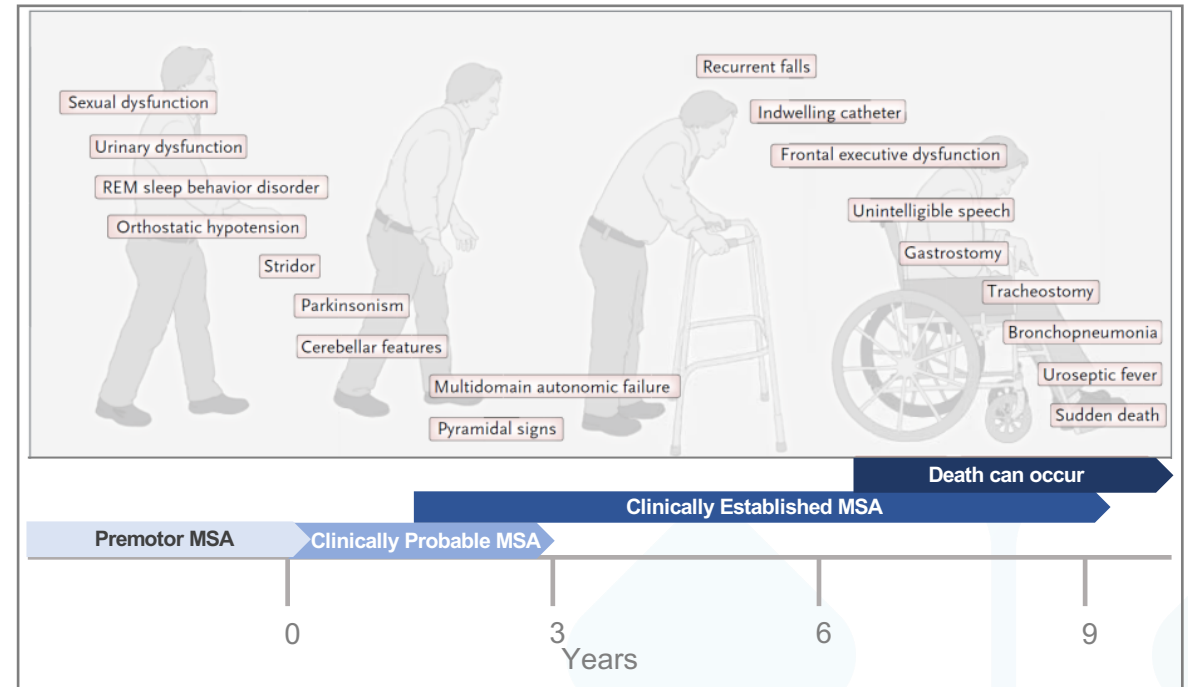 Recurrent falls
Sexual dysfunction
Indwelling catheter
Urinary dysfunction
Frontal executive dysfunction
REM sleep behavior disorder
Unintelligible speech
Orthostatic hypotension
Gastrostomy
Stridor
Tracheostomy
Parkinsonism
Bronchopneumonia
Cerebellar features
Uroseptic fever
Multidomain autonomic failure
Sudden death
Pyramidal signs
Death can occur
Clinically Established MSA
Premotor MSA
Clinically Probable MSA
0 3 6 9
Years